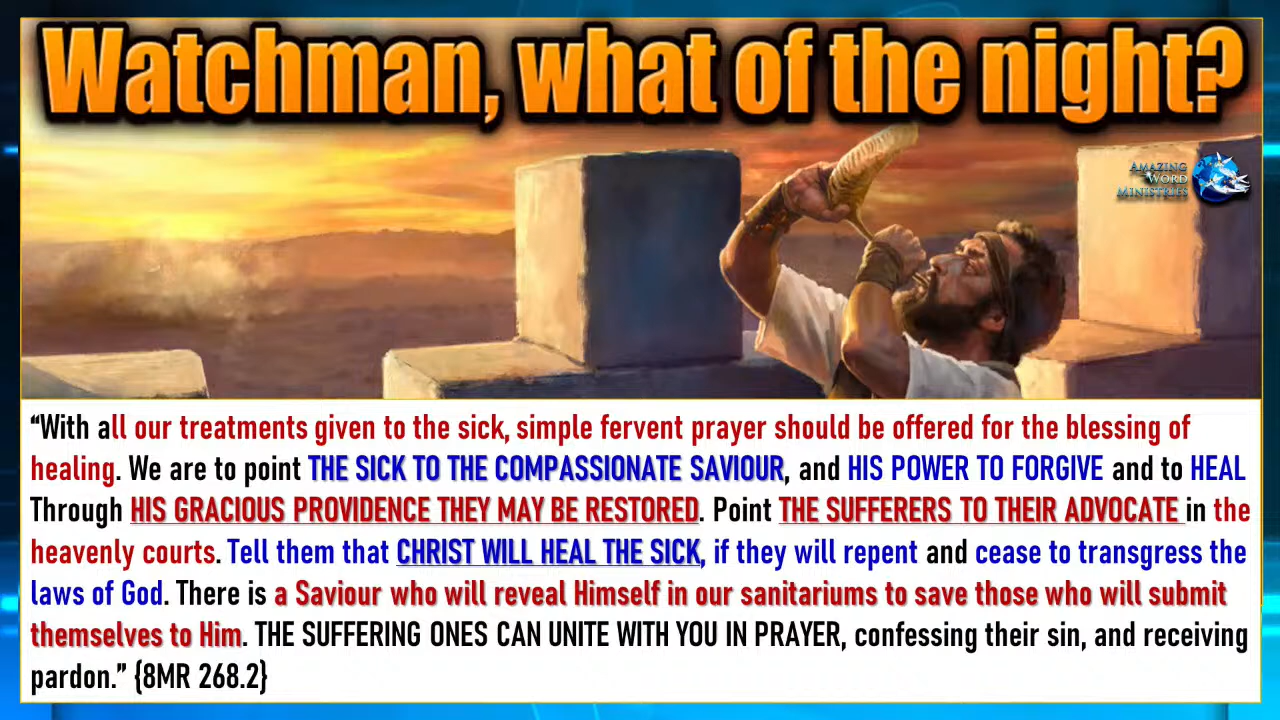 Watchman, what of the night?
AMAZING
WORD
MINISTRIES
“With all our treatments given to the sick, simple fervent prayer should be offered for the blessing of
healing. We are to point THE SICK TO THE COMPASSIONATE SAVIOUR, and HIS POWER TO FORGIVE and to HEAL
Through HIS GRACIOUS PROVIDENCE THEY MAY BE RESTORED. Point THE SUFFERERS TO THEIR ADVOCATE in the
heavenly courts. Tell them that CHRIST WILL HEAL THE SICK, if they will repent and cease to transgress the
laws of God. There is a Saviour who will reveal Himself in our sanitariums to save those who will submit
themselves to Him. THE SUFFERING ONES CAN UNITE WITH YOU IN PRAYER, confessing their sin, and receiving
pardon.” {8MR 268.2}